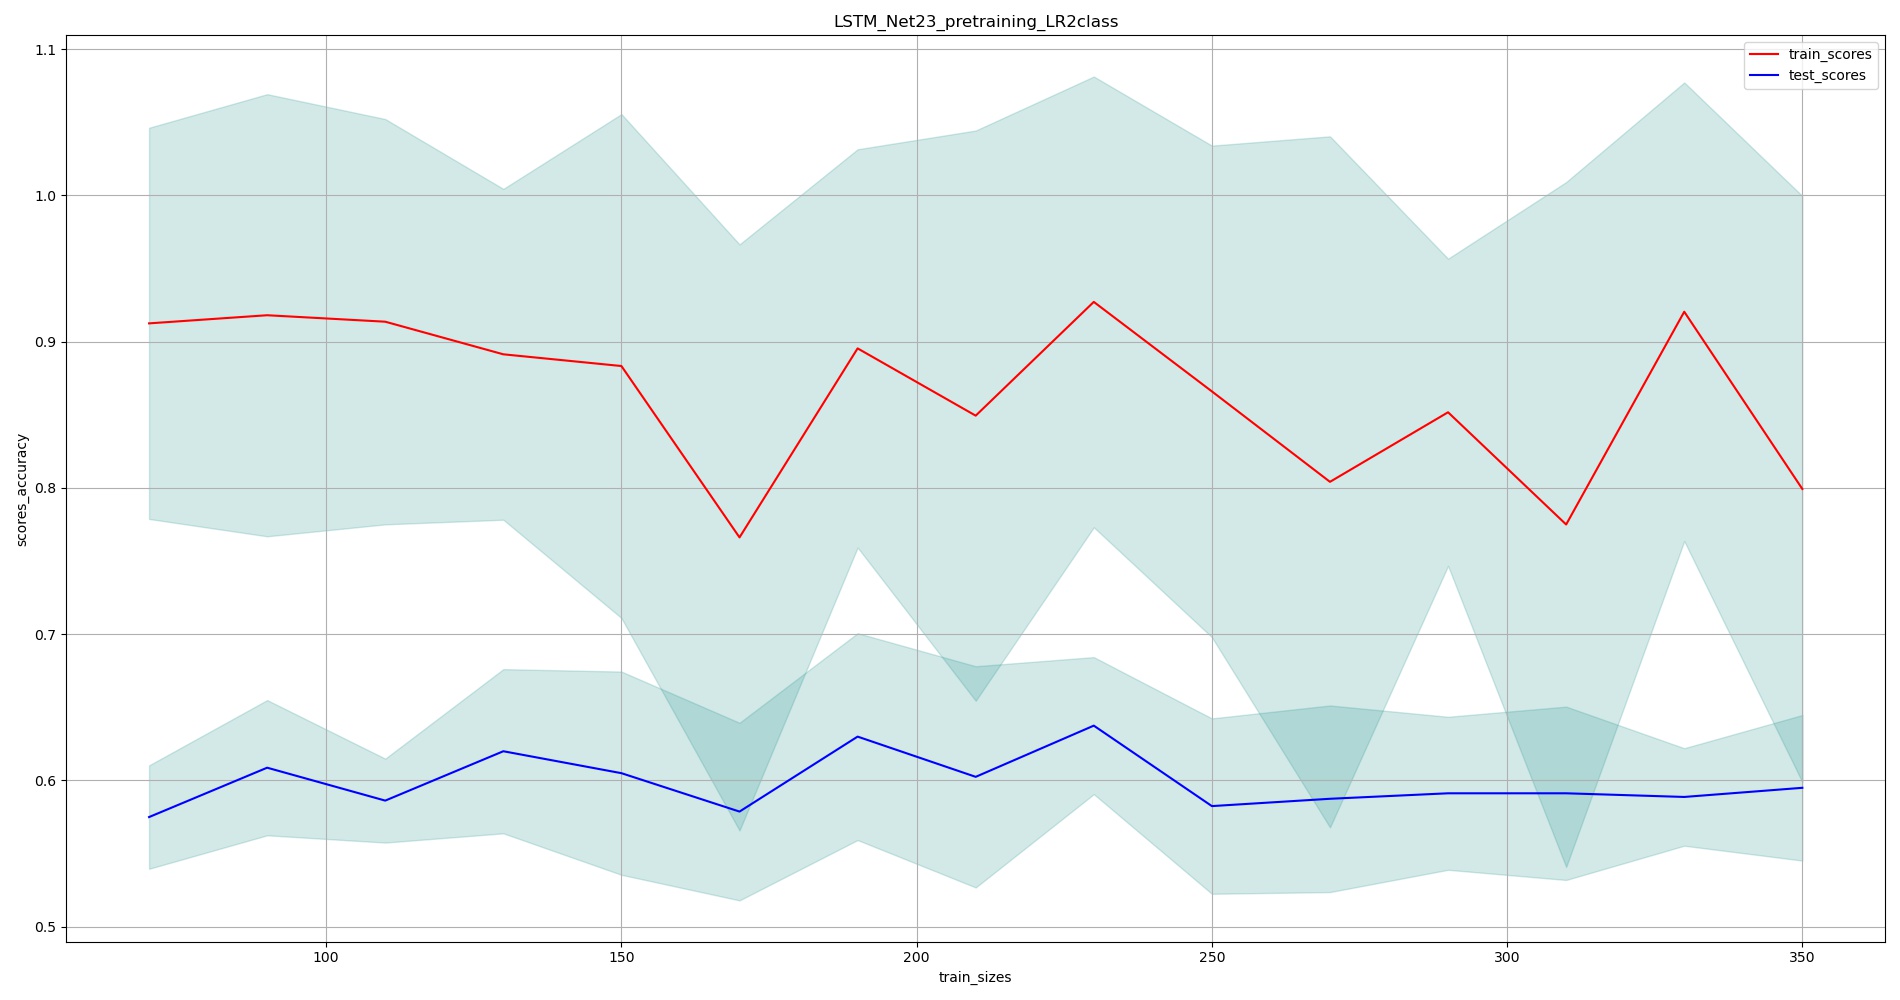 LSTM_Net23_pretraining_LR2class
train_scores
test_scores
scores_accuracy
1.1
1.0
0.9
0.8
0.7
0.6
0.5
100
150
200
250
300
350
train_sizes